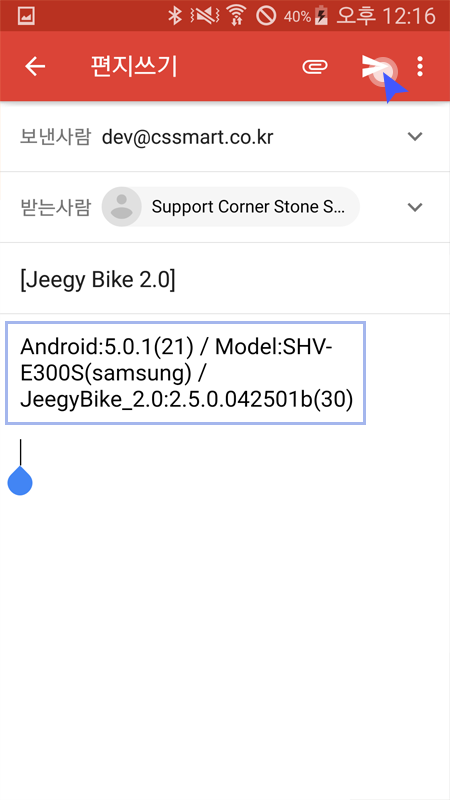 40% 오후 12:16
편지쓰기
보낸사람 dev@cssmart.co.kr
받는사람 Support Corner Stone S...
[Jeegy Bike 2.0]
Android:5.0.1(21) / Model:SHV-
E300S(samsung) /
JeegyBike_2.0:2.5.0.042501b(30)